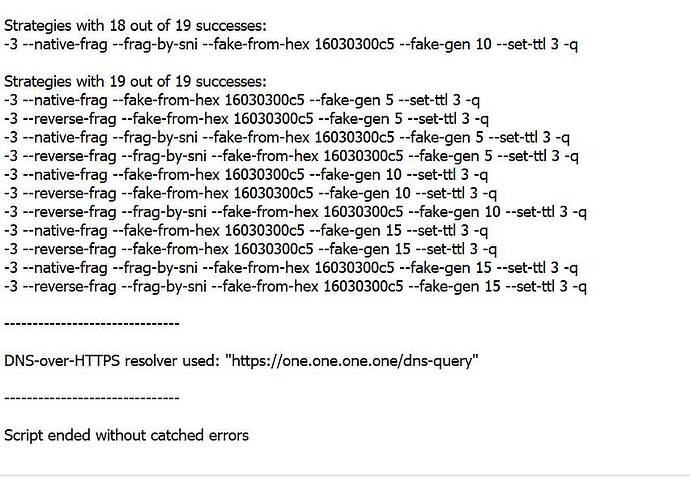 Strategies with 18 out of 19 successes:
-3 --native-frag --frag-by-sni --fake-from-hex 16030300c5 --fake-gen 10 --set-ttl 3 -q
Strategies with 19 out of 19 successes:
-3 --native-frag --fake-from-hex 16030300c5 --fake-gen 5 --set-ttl 3 -q
-3 --reverse-frag --fake-from-hex 16030300c5 --fake-gen 5 --set-ttl 3 -q
-3 --native-frag --frag-by-sni --fake-from-hex 16030300c5 --fake-gen 5 --set-ttl 3 -q
-3 --reverse-frag --frag-by-sni --fake-from-hex 16030300c5 --fake-gen 5 --set-ttl 3 -q
-3 --native-frag --fake-from-hex 16030300c5 --fake-gen 10 --set-ttl 3 -q
-3 --reverse-frag --fake-from-hex 16030300c5 --fake-gen 10 --set-ttl 3 -q
-3 --reverse-frag --frag-by-sni --fake-from-hex 16030300c5 --fake-gen 10 --set-ttl 3 -q
-3 --native-frag --fake-from-hex 16030300c5 --fake-gen 15 --set-ttl 3 -q
-3 --reverse-frag --fake-from-hex 16030300c5 --fake-gen 15 --set-ttl 3 -q
-3 --native-frag --frag-by-sni --fake-from-hex 16030300c5 --fake-gen 15 --set-ttl 3 -q
-3 --reverse-frag --frag-by-sni --fake-from-hex 16030300c5 --fake-gen 15 --set-ttl 3 -q
-------------------------------
DNS-over-HTTPS resolver used: "https://one.one.one.one/dns-query"
-------------------------------
Script ended without catched errors